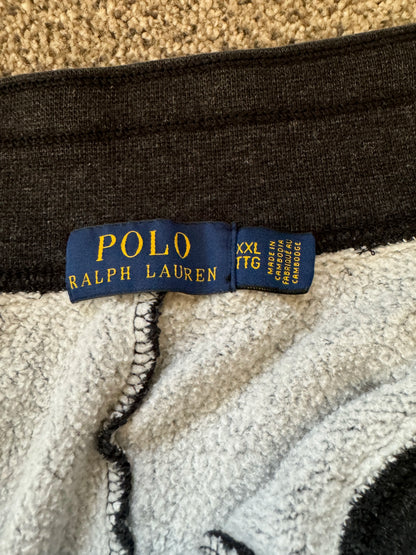 POLO
RALPH LAUREN
XXL
TTG
MADE IN
CAMBODIA
FABRIQUÉ AU
CAMBODGE